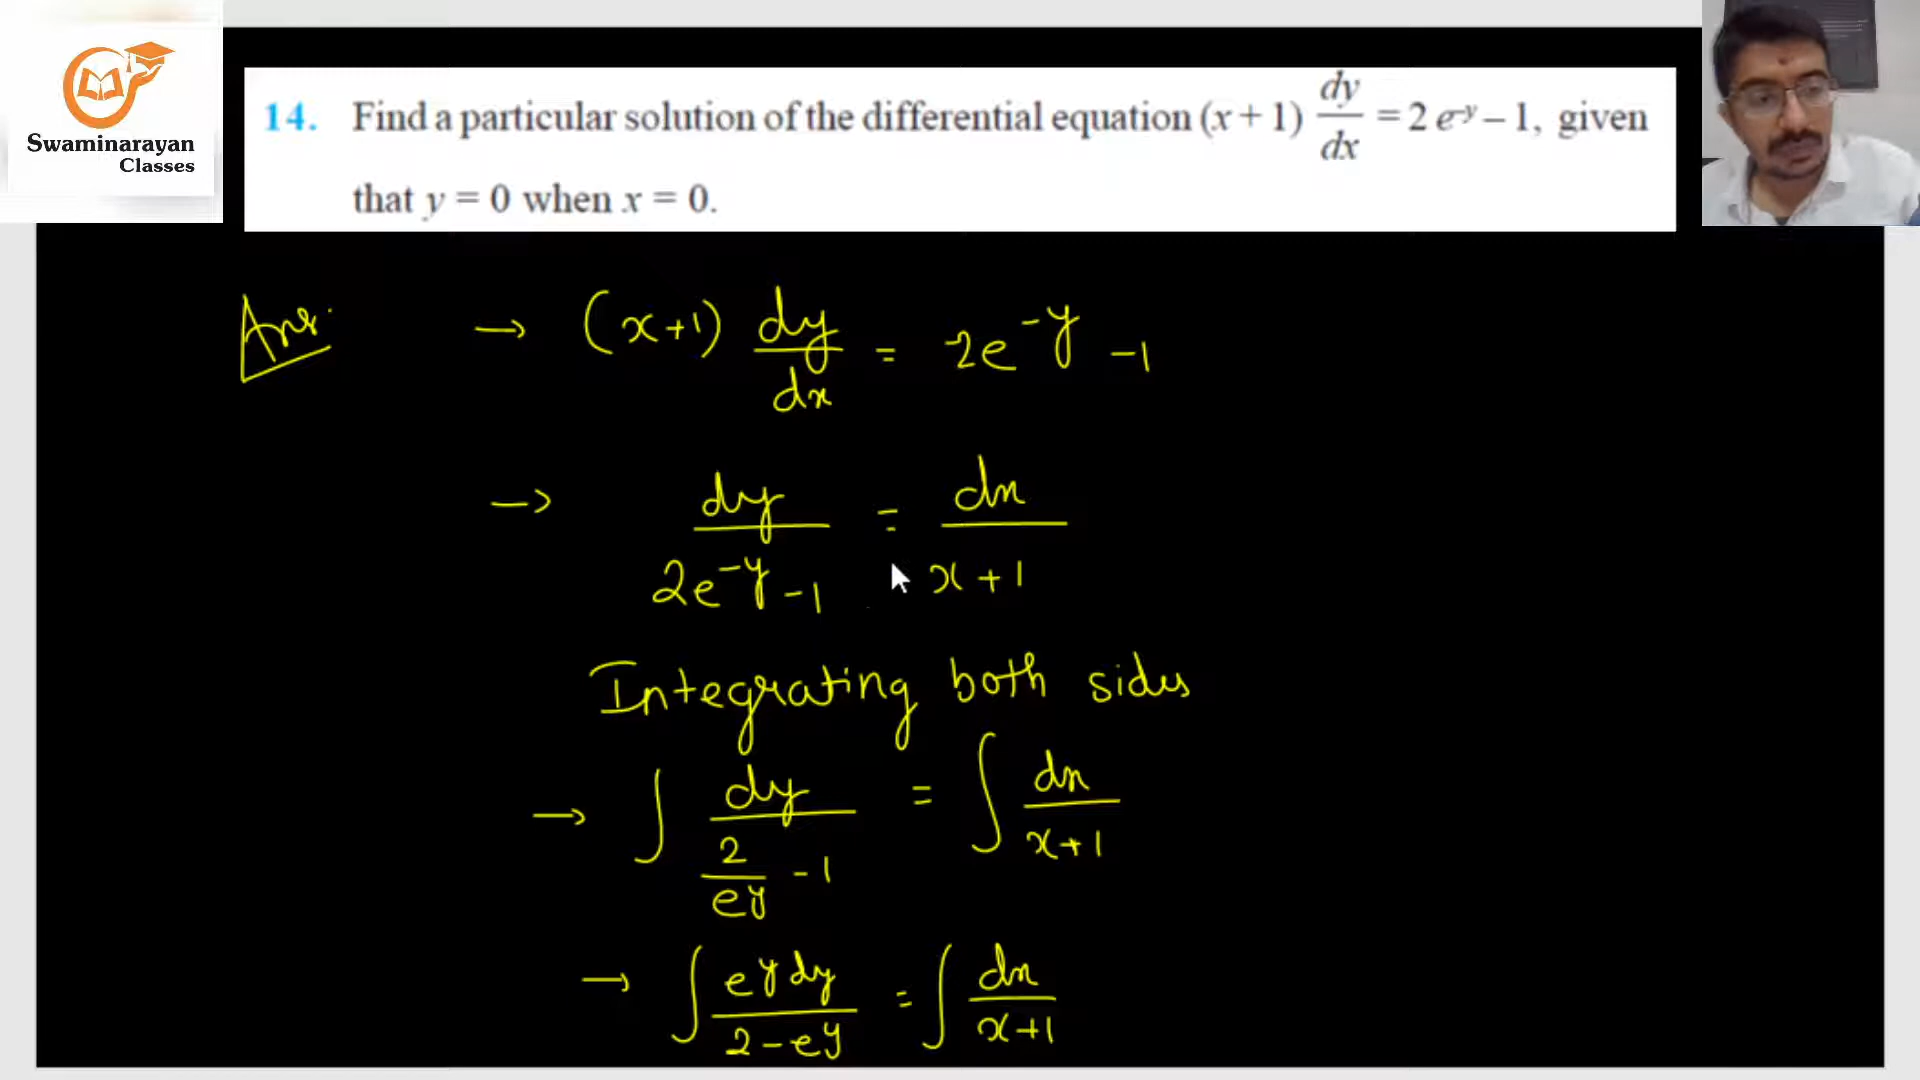 Swaminarayan
Classes
14. Find a particular solution of the differential equation (x + 1) dy/dx = 2 e^-y – 1, given
that y = 0 when x = 0.
Ans. → (x+1) dy/dx = 2e^-y -1
→ dy/(2e^-y -1) = dx/(x+1)
Integrating both sides
→ ∫ dy/(2/e^y -1) = ∫ dx/(x+1)
→ ∫ e^y dy/(2-e^y) = ∫ dx/(x+1)